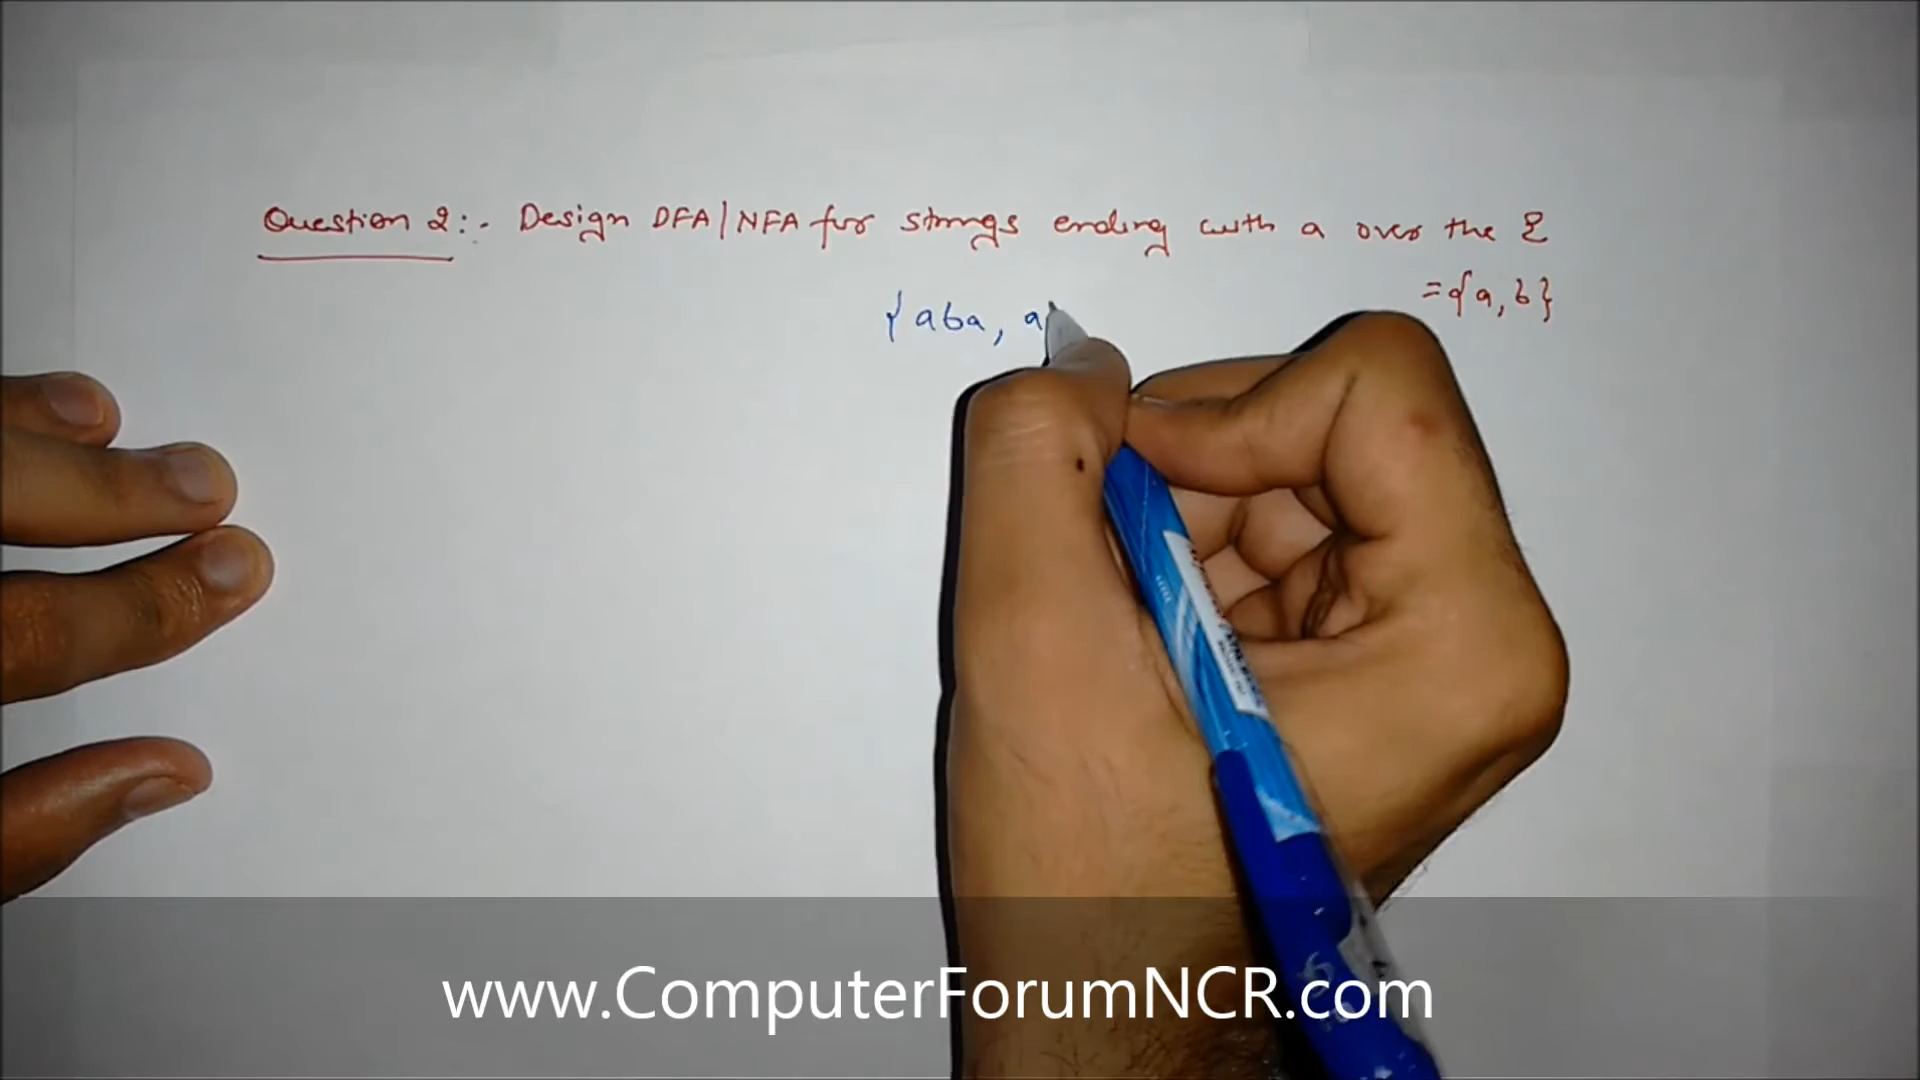 Question 2:- Design DFA/NFA for strings ending with a over the Σ
= {a, b}
{ aba, a
www.ComputerForumNCR.com